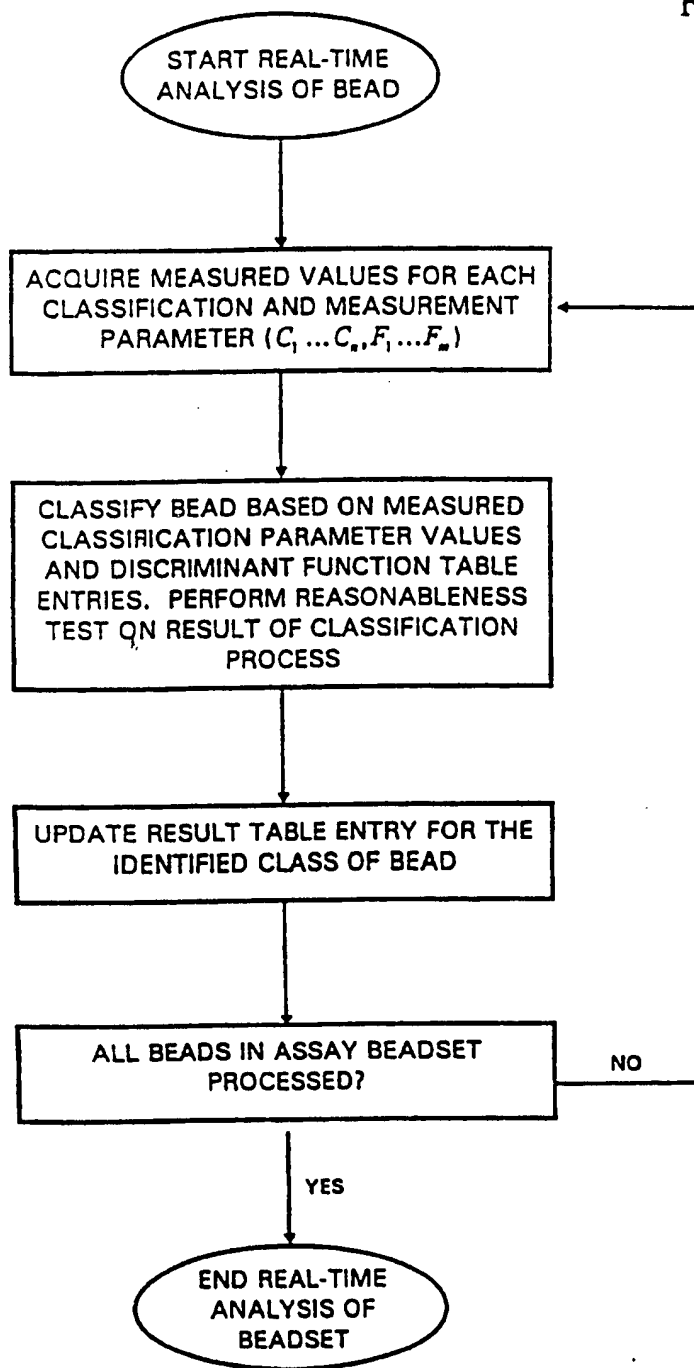 START REAL-TIME
ANALYSIS OF BEAD
ACQUIRE MEASURED VALUES FOR EACH
CLASSIFICATION AND MEASUREMENT
PARAMETER (C₁ ...Cₙ,F₁ ...Fₘ)
CLASSIFY BEAD BASED ON MEASURED
CLASSIFICATION PARAMETER VALUES
AND DISCRIMINANT FUNCTION TABLE
ENTRIES. PERFORM REASONABLENESS
TEST ON RESULT OF CLASSIFICATION
PROCESS
UPDATE RESULT TABLE ENTRY FOR THE
IDENTIFIED CLASS OF BEAD
ALL BEADS IN ASSAY BEADSET
PROCESSED?
NO
YES
END REAL-TIME
ANALYSIS OF
BEADSET